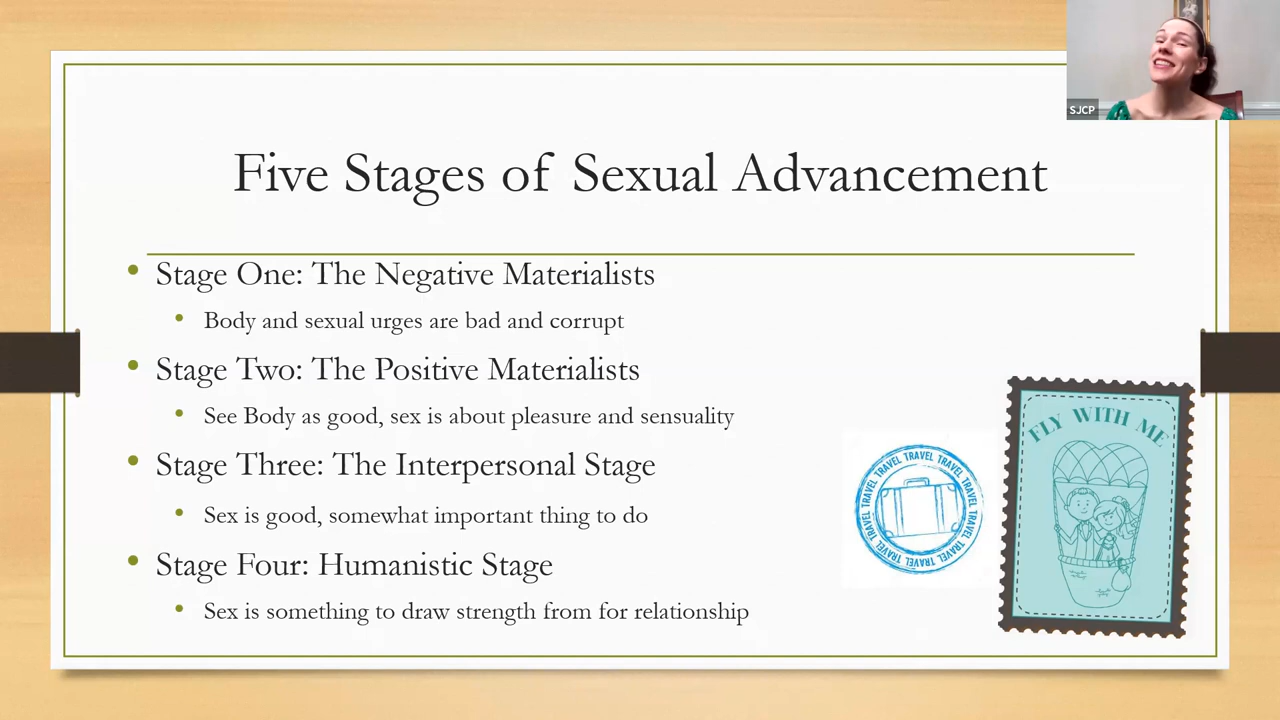 SJCP
Five Stages of Sexual Advancement
Stage One: The Negative Materialists
Body and sexual urges are bad and corrupt
Stage Two: The Positive Materialists
See Body as good, sex is about pleasure and sensuality
Stage Three: The Interpersonal Stage
Sex is good, somewhat important thing to do
Stage Four: Humanistic Stage
Sex is something to draw strength from for relationship
TRAVEL TRAVEL TRAVEL TRAVEL TRAVEL TRAVEL TRAVEL TRAVEL
FLY WITH ME